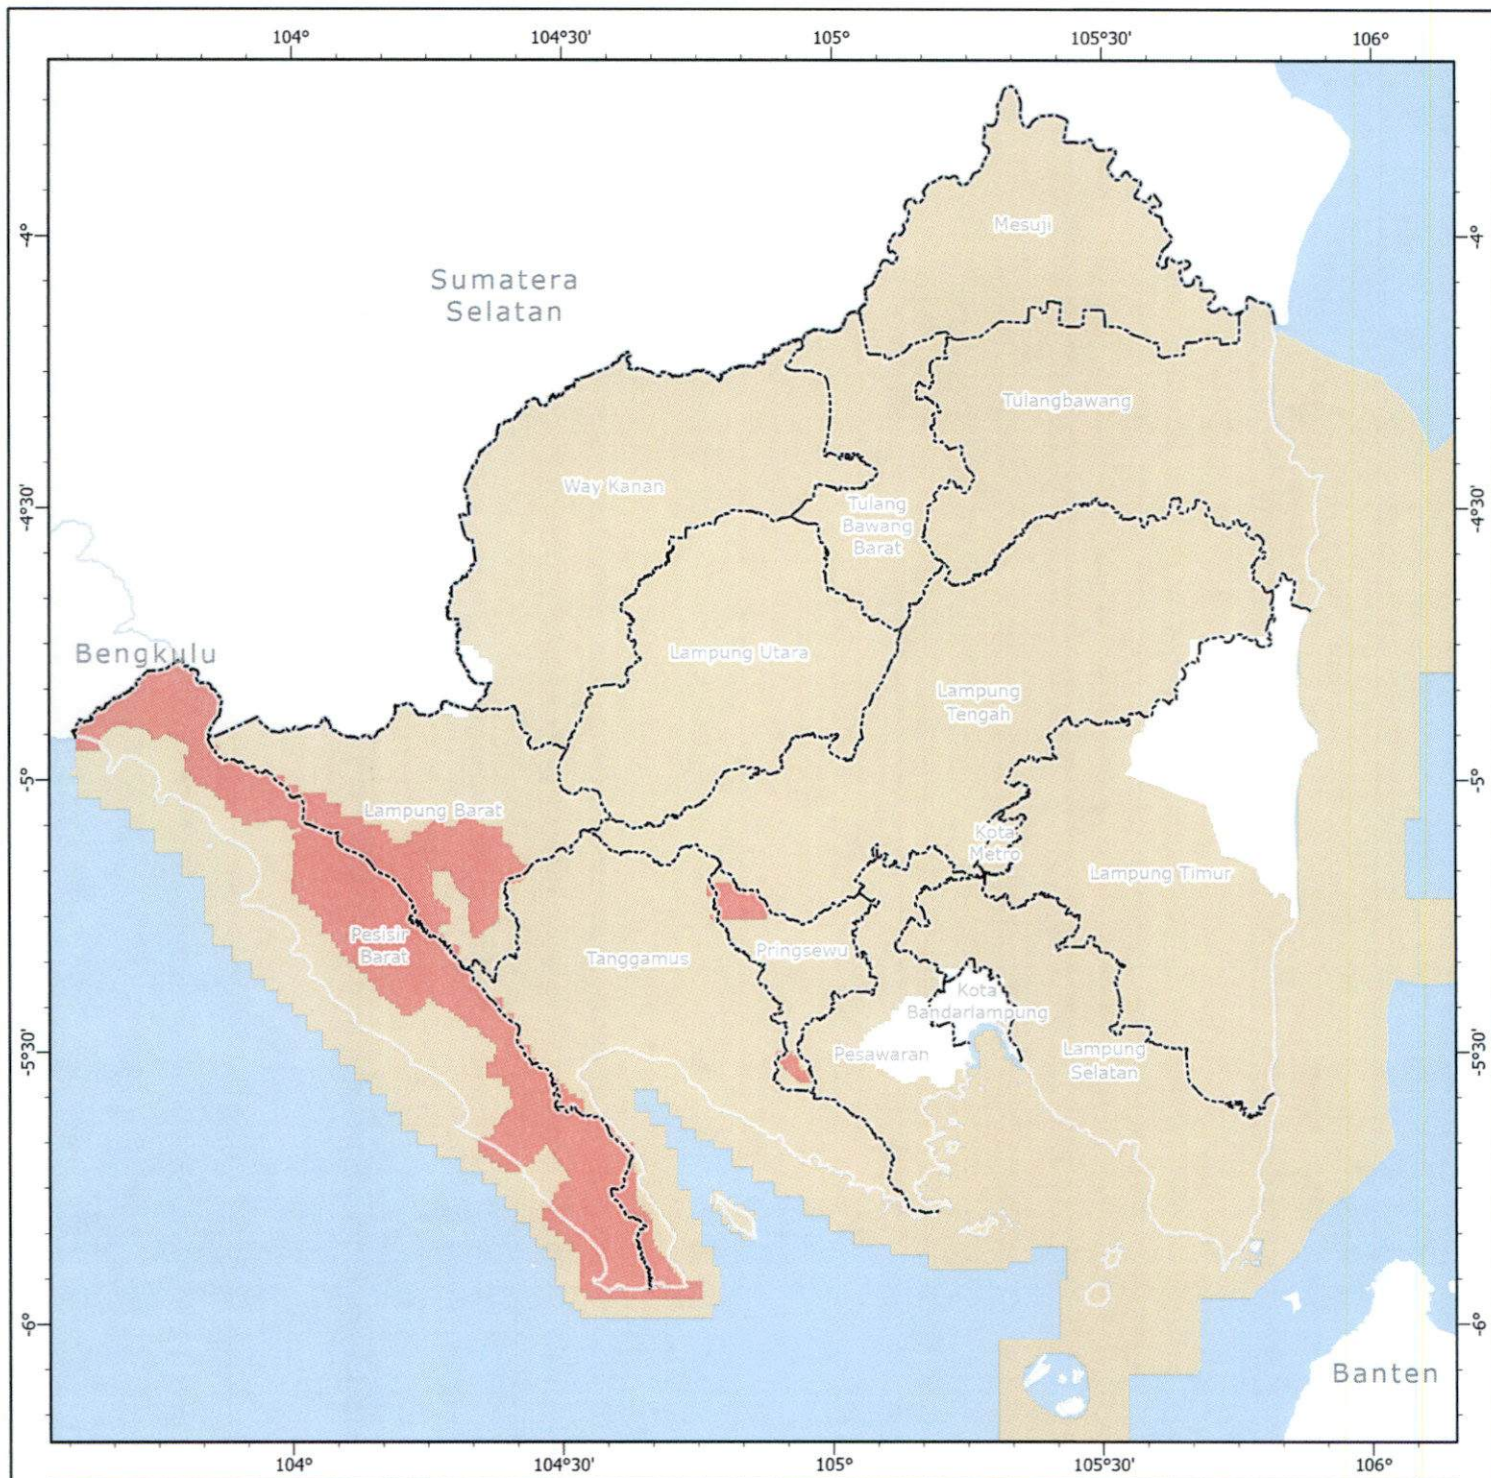 104°
104°30'
105°
105°30'
106°
-4°
-4°
Mesuji
Sumatera
Selatan
Tulangbawang
Way Kanan
-4°30'
-4°30'
Tulang
Bawang
Barat
Bengkulu
Lampung Utara
Lampung
Tengah
-5°
-5°
Lampung Barat
Kota
Metro
Lampung Timur
Pesisir
Barat
Tanggamus
Pringsewu
Kota
Bandarlampung
-5°30'
-5°30'
Pesawaran
Lampung
Selatan
-6°
-6°
Banten
104°
104°30'
105°
105°30'
106°